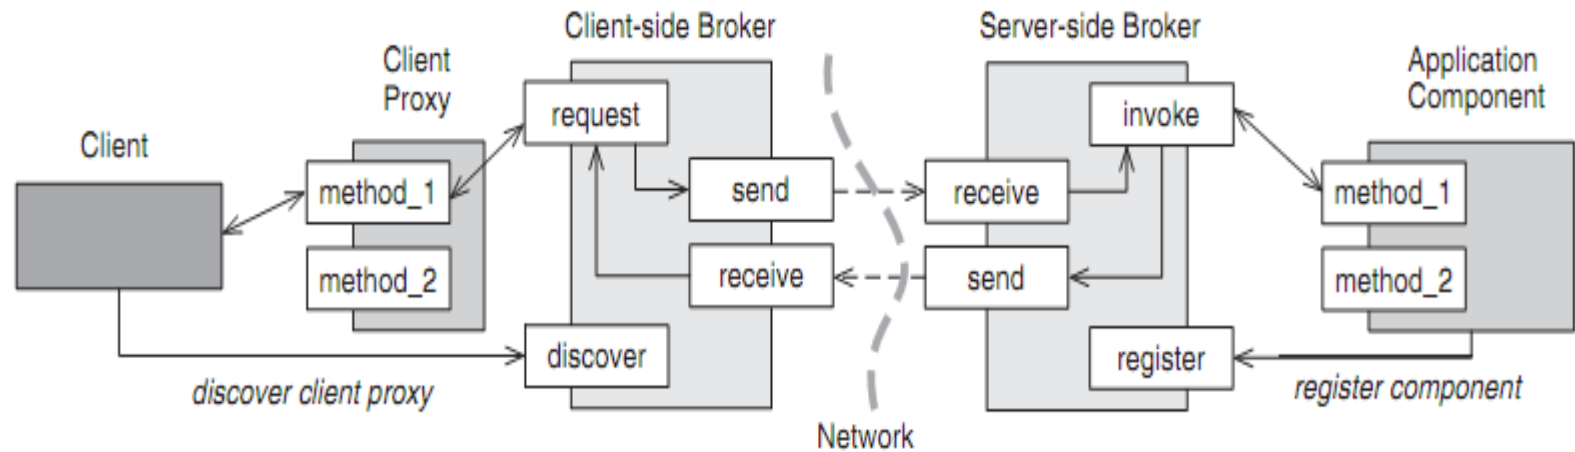 Client-side Broker
Server-side Broker
Client
Proxy
Application
Component
Client
request
invoke
method_1
send
receive
method_1
method_2
receive
send
method_2
discover
register
discover client proxy
register component
Network